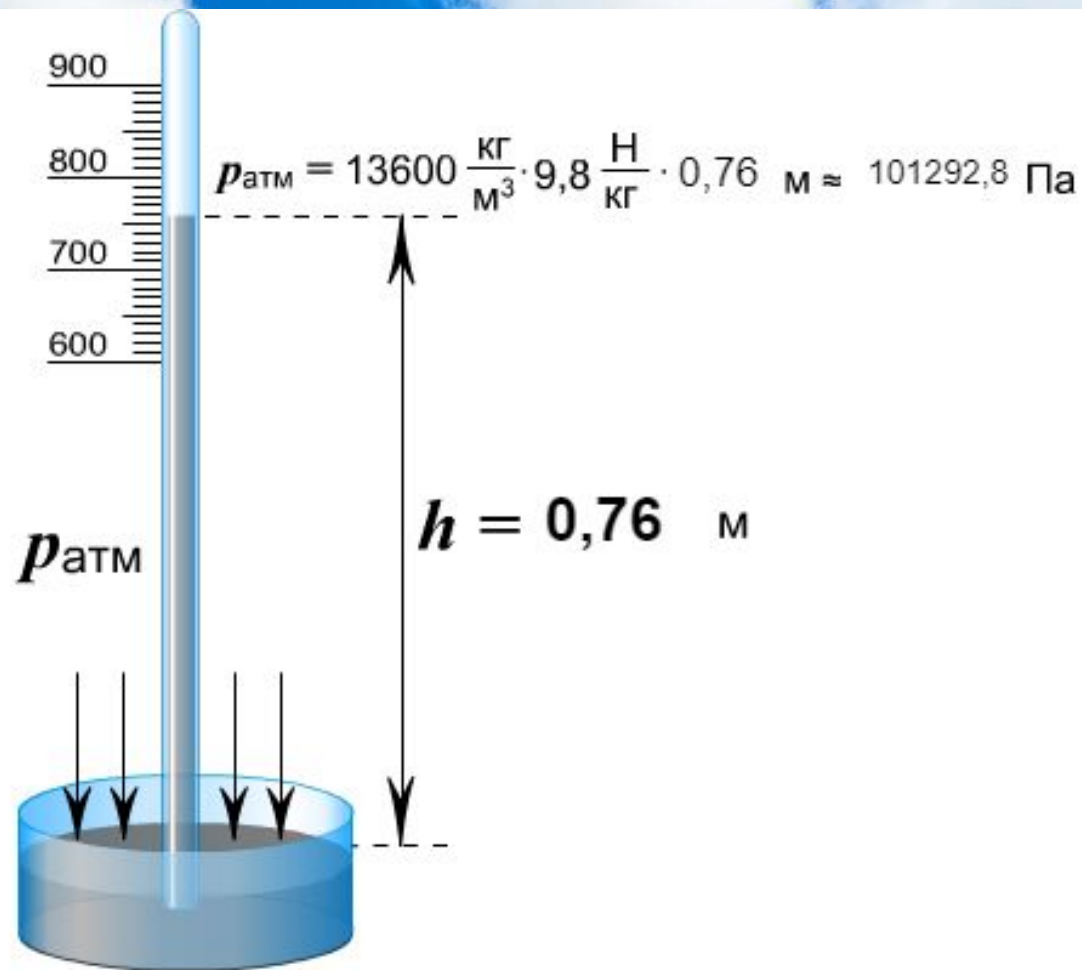 900
800
pатм = 13600 кг/м³ · 9,8 Н/кг · 0,76 м ≈ 101292,8 Па
700
600
h = 0,76 м
pатм